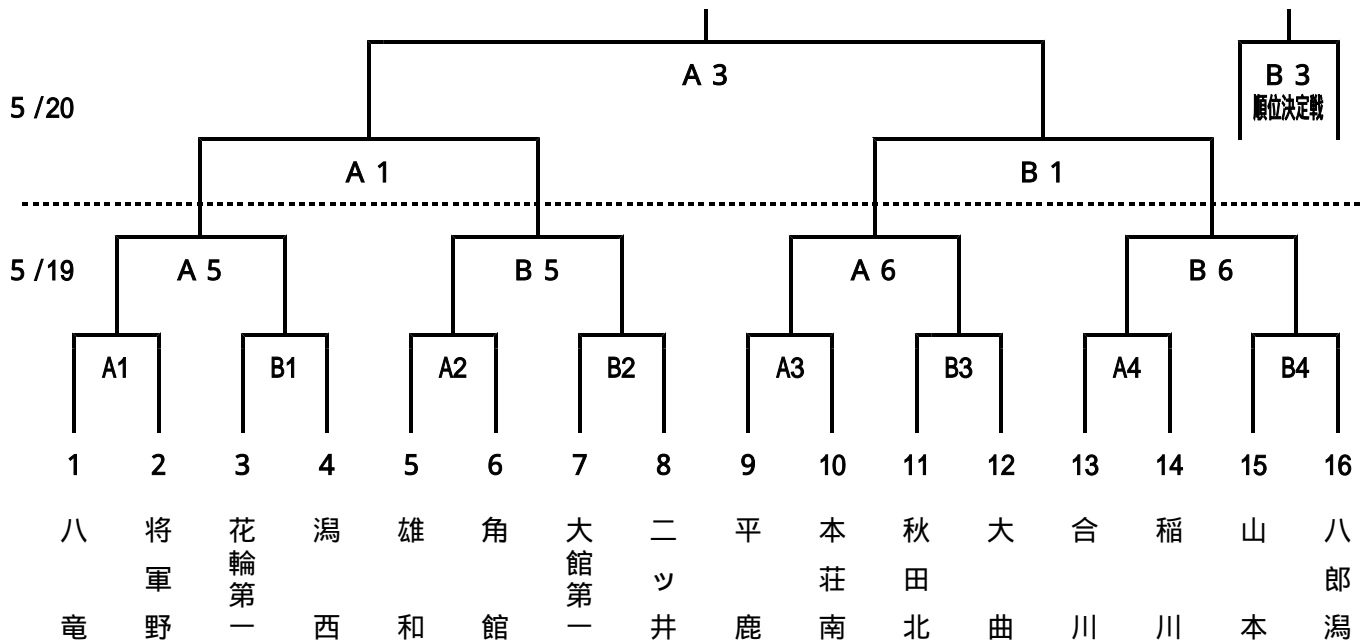 A 3
B 3
順位決定戦
5 /20
A 1
B 1
5 /19
A 5
B 5
A 6
B 6
A1
B1
A2
B2
A3
B3
A4
B4
1 2 3 4 5 6 7 8 9 10 11 12 13 14 15 16
八竜
将軍野
花輪第一
潟西
雄和
角館
大館第一
二ッ井
平鹿
本荘南
秋田北
大曲
合川
稲川
山本
八郎潟